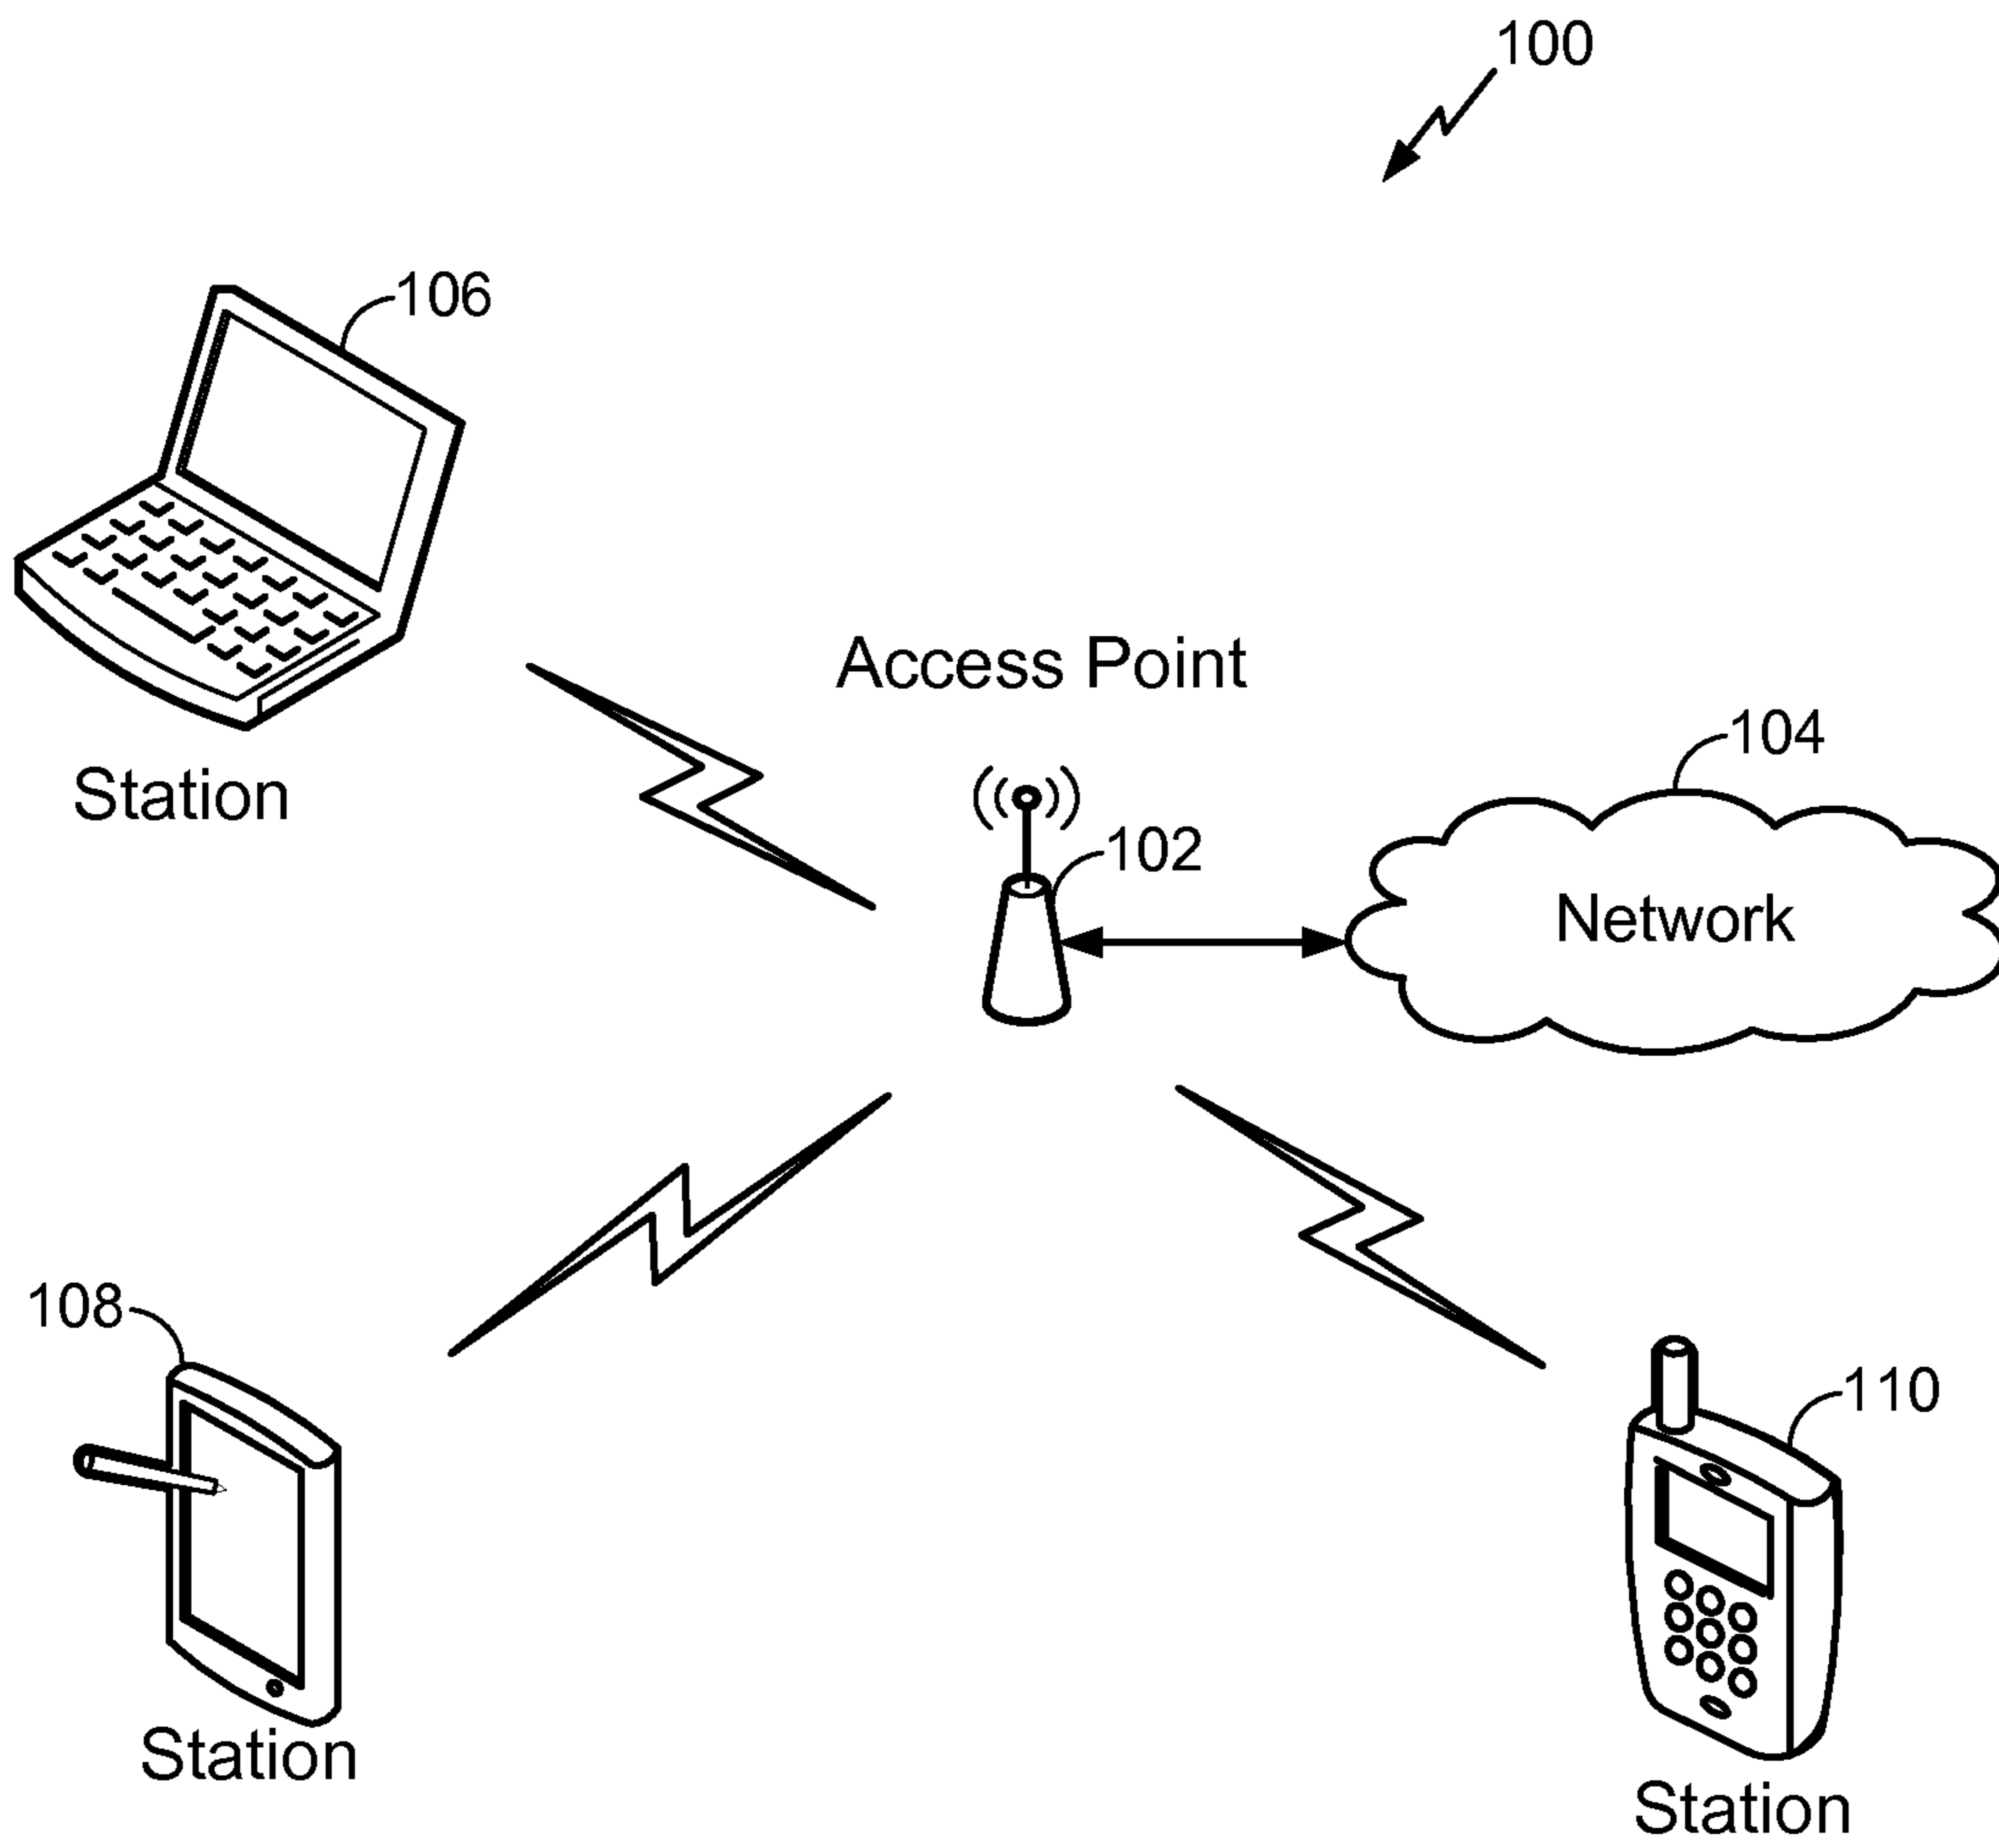 100
106
Access Point
104
Station
102
Network
108
110
Station
Station